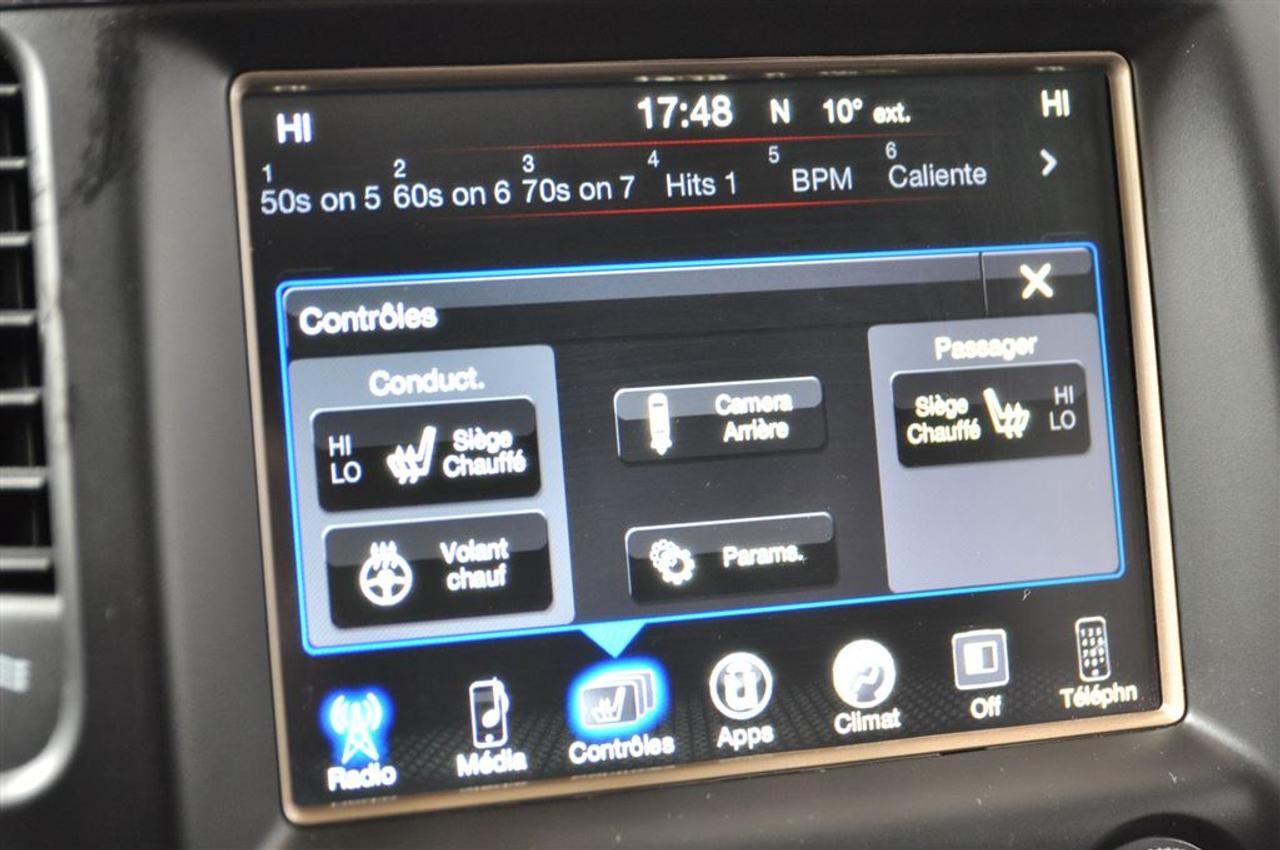 HI 17:48 N 10° ext. HI
1 2 3 4 5 6
50s on 5 60s on 6 70s on 7 Hits 1 BPM Caliente
Contrôles
Conduct.
Passager
HI
LO
Siège
Chauffé
Camera
Arrière
Siège
Chauffé
HI
LO
Volant
chauf
Params.
Radio Média Contrôles Apps Climat Off Téléphn